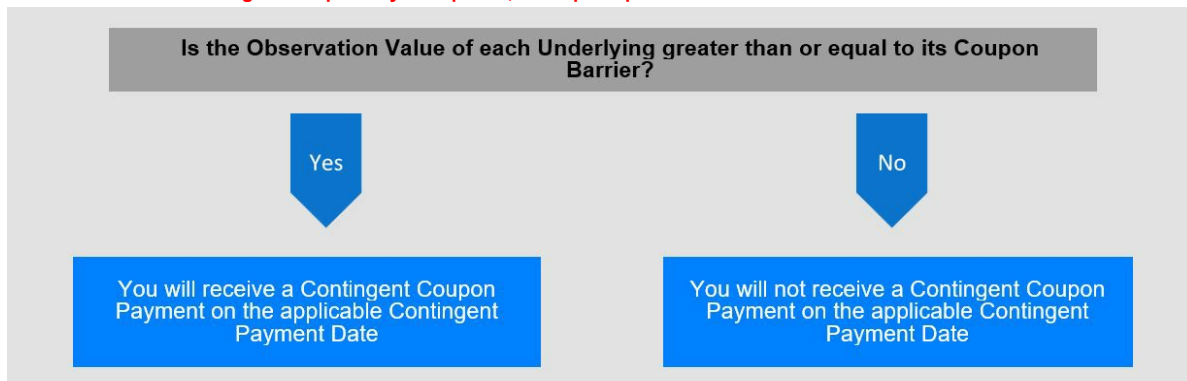 Is the Observation Value of each Underlying greater than or equal to its Coupon
Barrier?
Yes
No
You will receive a Contingent Coupon
Payment on the applicable Contingent
Payment Date
You will not receive a Contingent Coupon
Payment on the applicable Contingent
Payment Date